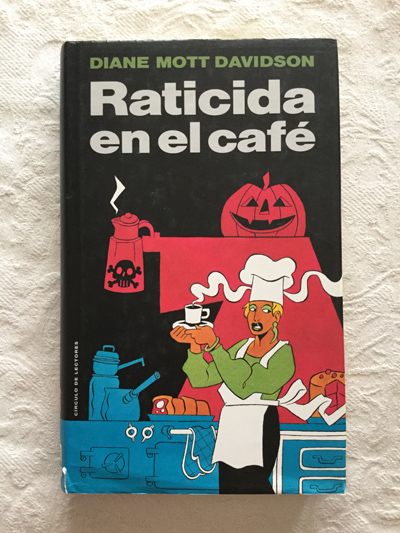 DIANE MOTT DAVIDSON
Raticida
en el café
CÍRCULO DE LECTORES